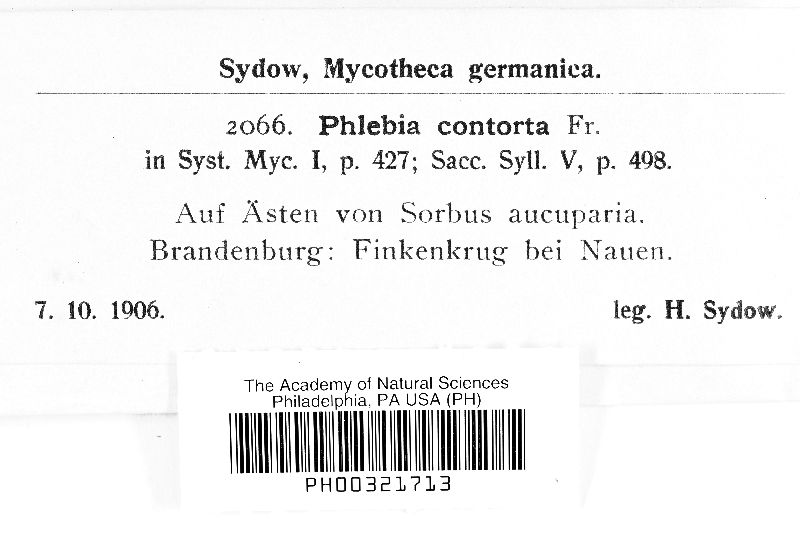 Sydow, Mycotheca germanica.
2066. Phlebia contorta Fr.
in Syst. Myc. I, p. 427; Sacc. Syll. V, p. 498.
Auf Ästen von Sorbus aucuparia.
Brandenburg: Finkenkrug bei Nauen.
7. 10. 1906. leg. H. Sydow.
The Academy of Natural Sciences
Philadelphia, PA USA (PH)
PH00321713